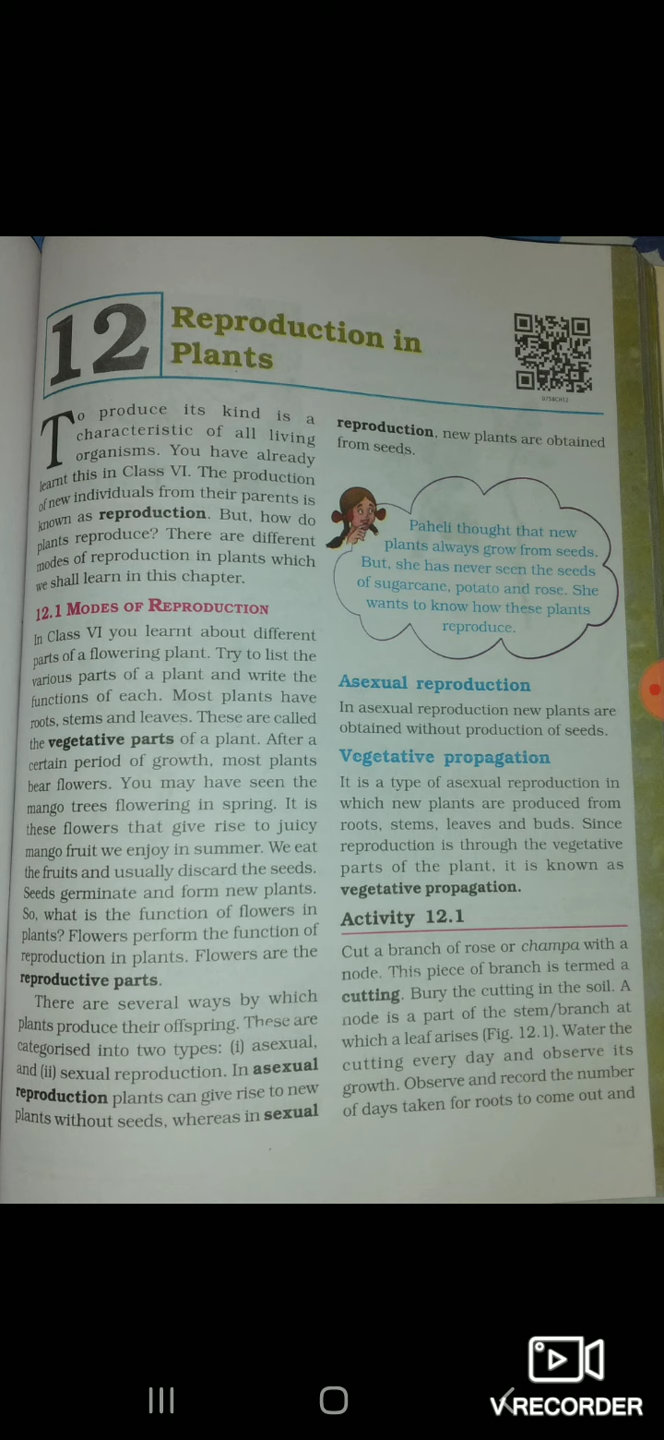 12
Reproduction in
Plants
0758CH12
To produce its kind is a
characteristic of all living
organisms. You have already
learnt this in Class VI. The production
of new individuals from their parents is
known as reproduction. But, how do
plants reproduce? There are different
modes of reproduction in plants which
we shall learn in this chapter.
12.1 MODES OF REPRODUCTION
In Class VI you learnt about different
parts of a flowering plant. Try to list the
various parts of a plant and write the
functions of each. Most plants have
roots, stems and leaves. These are called
the vegetative parts of a plant. After a
certain period of growth, most plants
bear flowers. You may have seen the
mango trees flowering in spring. It is
these flowers that give rise to juicy
mango fruit we enjoy in summer. We eat
the fruits and usually discard the seeds.
Seeds germinate and form new plants.
So, what is the function of flowers in
plants? Flowers perform the function of
reproduction in plants. Flowers are the
reproductive parts.
There are several ways by which
plants produce their offspring. These are
categorised into two types: (i) asexual,
and (ii) sexual reproduction. In asexual
reproduction plants can give rise to new
plants without seeds, whereas in sexual
reproduction, new plants are obtained
from seeds.
Paheli thought that new
plants always grow from seeds.
But, she has never seen the seeds
of sugarcane, potato and rose. She
wants to know how these plants
reproduce.
Asexual reproduction
In asexual reproduction new plants are
obtained without production of seeds.
Vegetative propagation
It is a type of asexual reproduction in
which new plants are produced from
roots, stems, leaves and buds. Since
reproduction is through the vegetative
parts of the plant, it is known as
vegetative propagation.
Activity 12.1
Cut a branch of rose or champa with a
node. This piece of branch is termed a
cutting. Bury the cutting in the soil. A
node is a part of the stem/branch at
which a leaf arises (Fig. 12.1). Water the
cutting every day and observe its
growth. Observe and record the number
of days taken for roots to come out and
V RECORDER